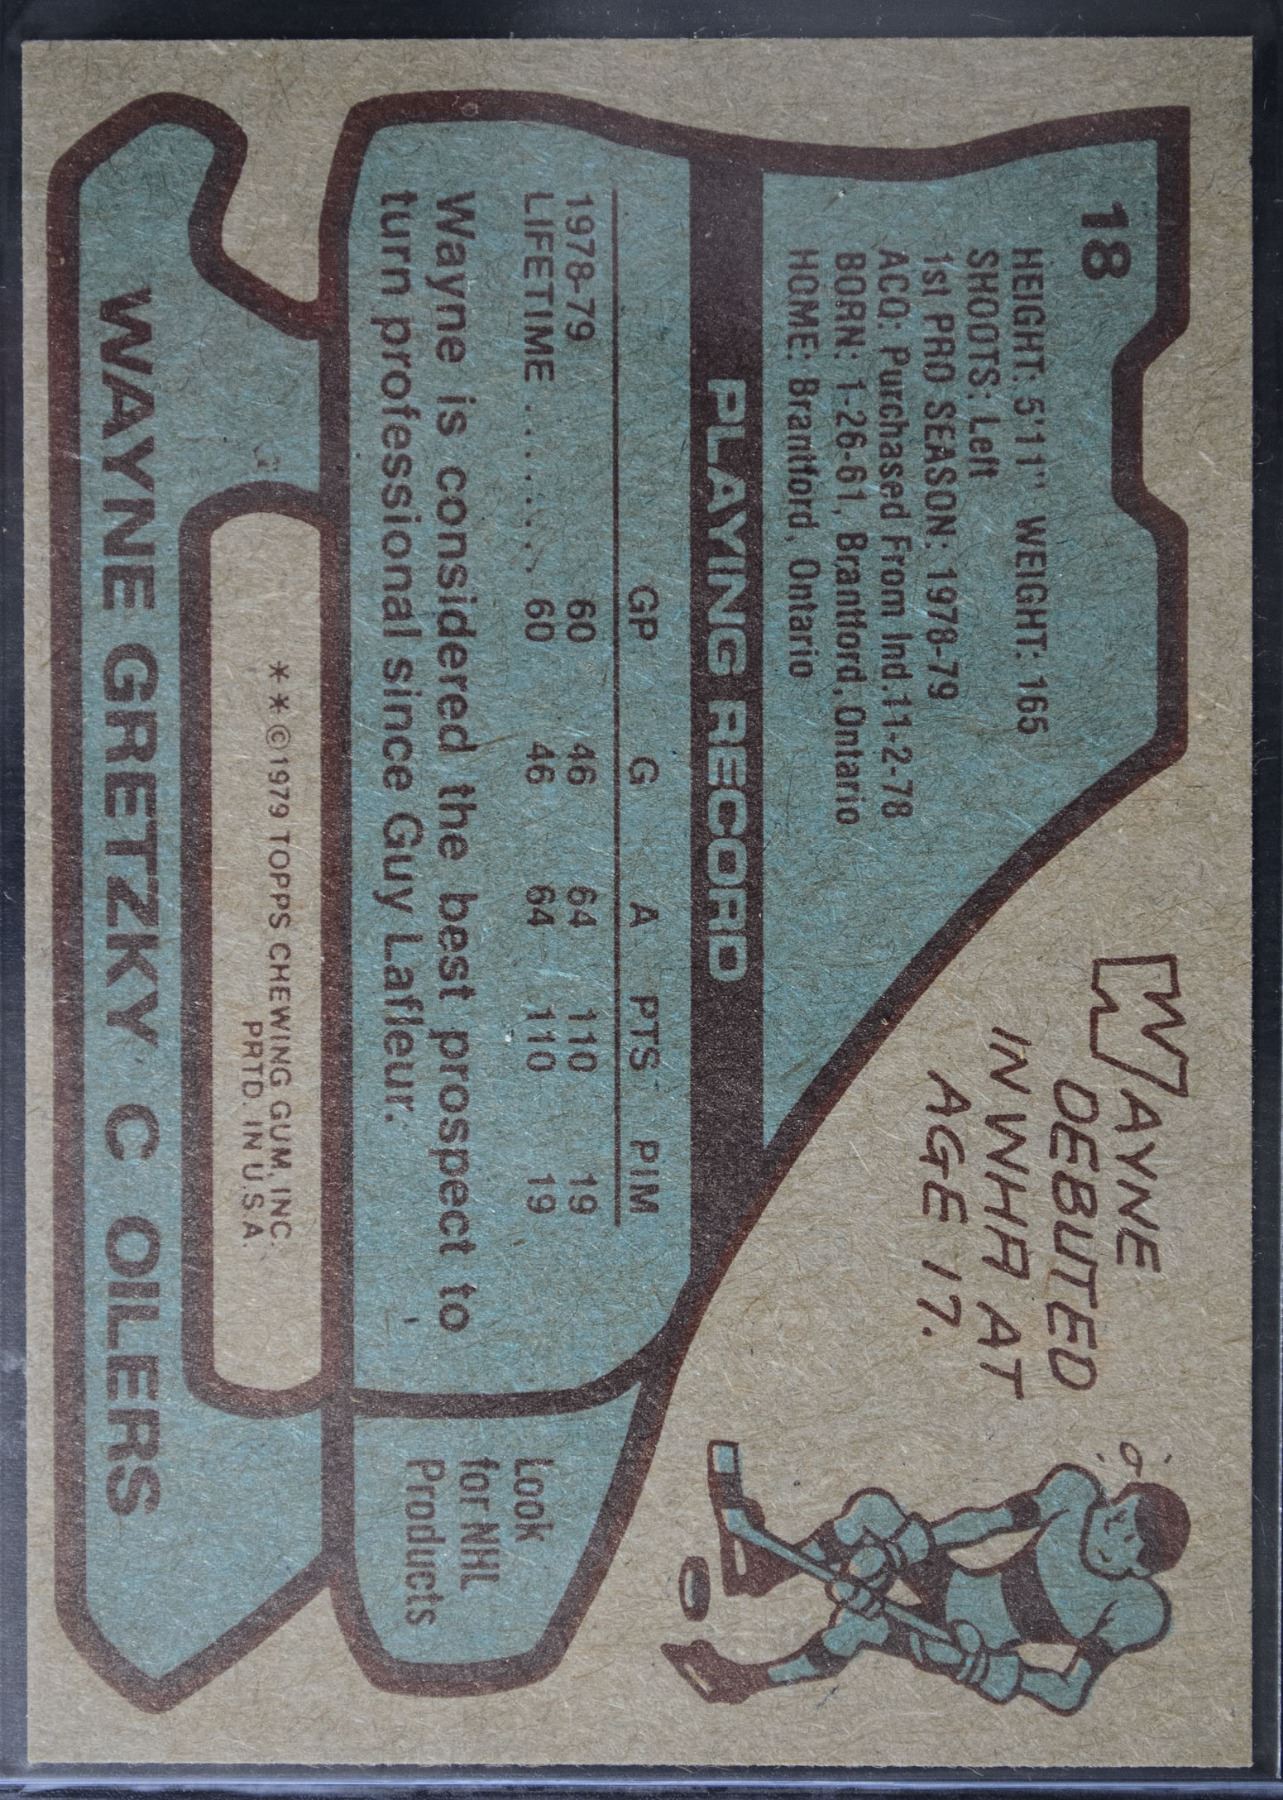 18
HEIGHT: 5'11" WEIGHT: 165
SHOOTS: Left
1st PRO SEASON: 1978-79
ACQ: Purchased From Ind.11-2-78
BORN: 1-26-61, Brantford, Ontario
HOME: Brantford, Ontario
WAYNE
DEBUTED
IN WHA AT
AGE 17.
PLAYING RECORD
GP G A PTS PIM
1978-79 60 46 64 110 19
LIFETIME ........ 60 46 64 110 19
Wayne is considered the best prospect to
turn professional since Guy Lafleur.
Look
for NHL
Products
**©1979 TOPPS CHEWING GUM, INC.
PRTD. IN U.S.A.
WAYNE GRETZKY C OILERS